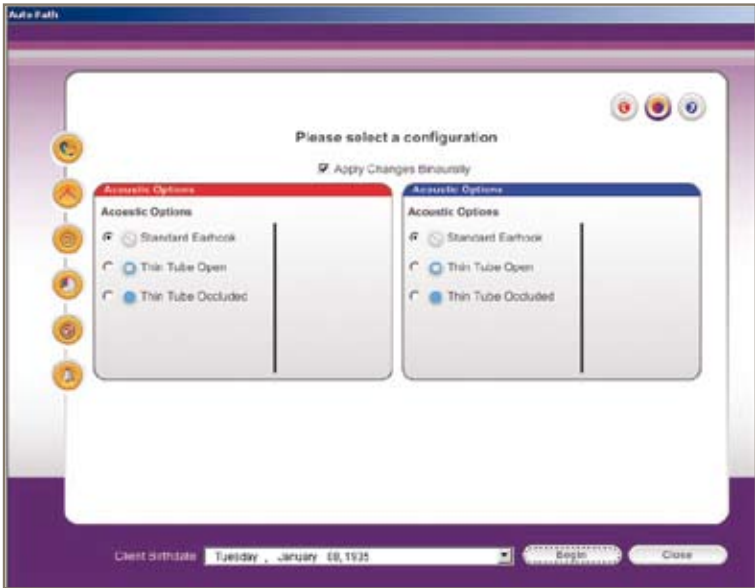 Auto Path
Please select a configuration
Apply Changes Binaurally
Acoustic Options
Acoustic Options
Standard Earhook
Thin Tube Open
Thin Tube Occluded
Acoustic Options
Acoustic Options
Standard Earhook
Thin Tube Open
Thin Tube Occluded
Client Birthdate Tuesday , January 08, 1935 Begin Close